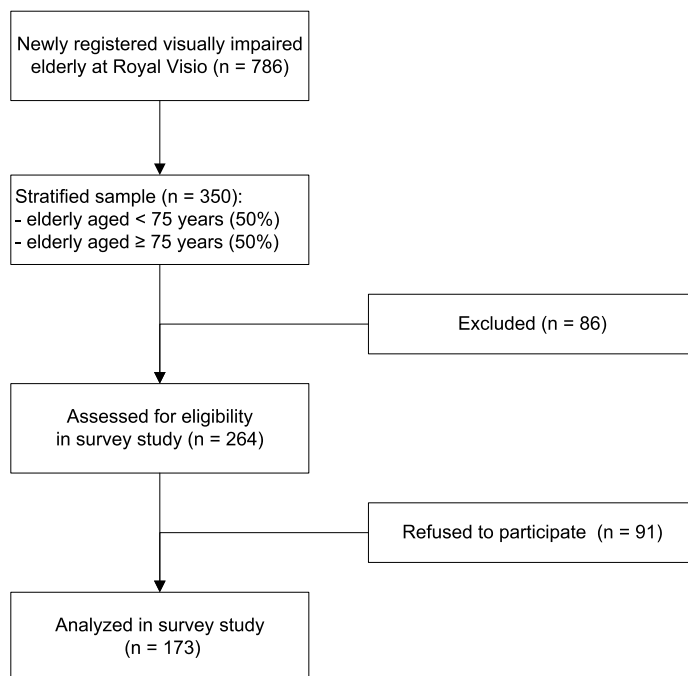 Newly registered visually impaired
elderly at Royal Visio (n = 786)
Stratified sample (n = 350):
- elderly aged < 75 years (50%)
- elderly aged ≥ 75 years (50%)
Excluded (n = 86)
Assessed for eligibility
in survey study (n = 264)
Refused to participate  (n = 91)
Analyzed in survey study
(n = 173)